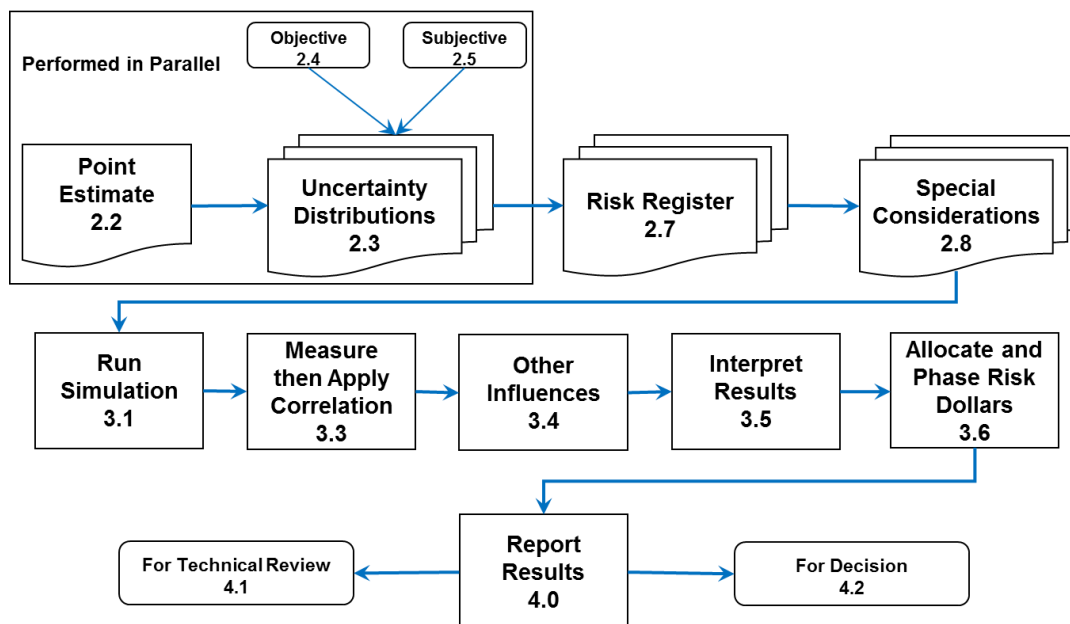 Performed in Parallel
Objective
2.4
Subjective
2.5
Point
Estimate
2.2
Uncertainty
Distributions
2.3
Risk Register
2.7
Special
Considerations
2.8
Run
Simulation
3.1
Measure
then Apply
Correlation
3.3
Other
Influences
3.4
Interpret
Results
3.5
Allocate and
Phase Risk
Dollars
3.6
Report
Results
4.0
For Technical Review
4.1
For Decision
4.2